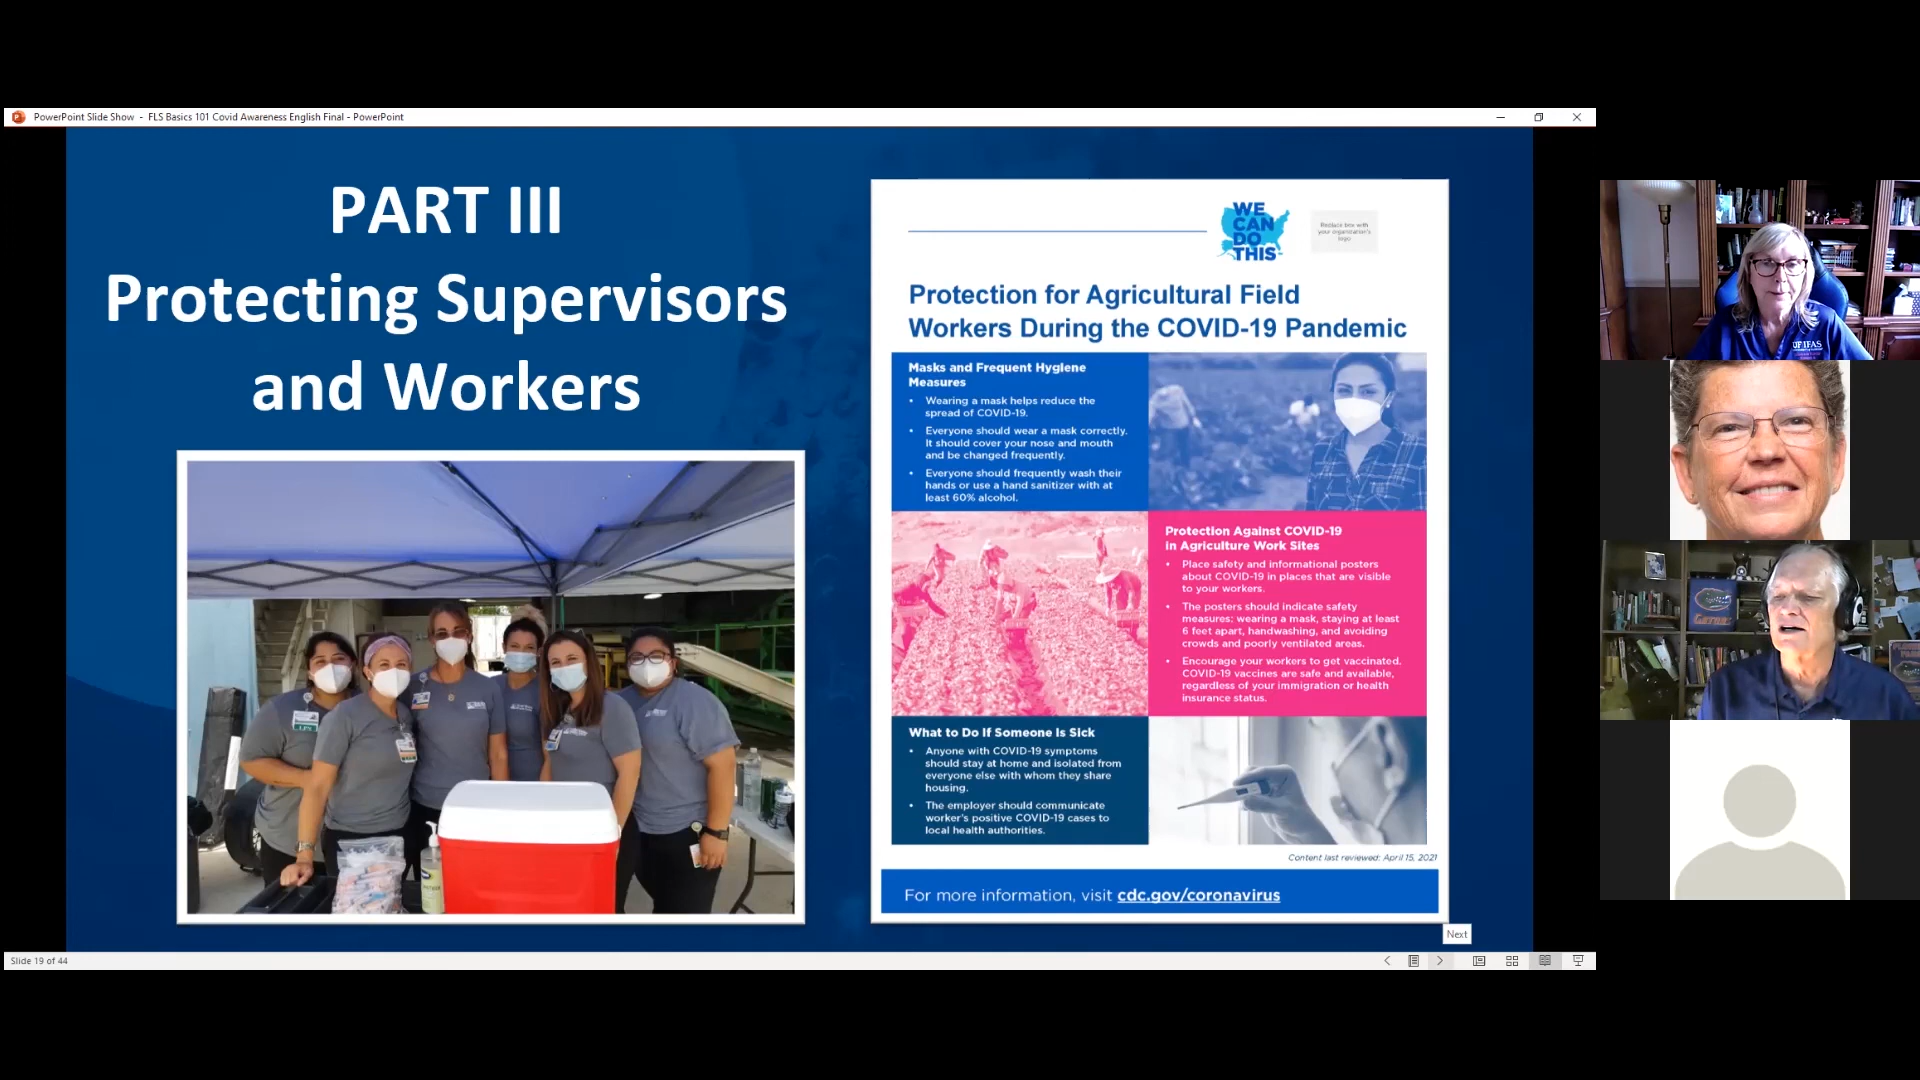 PowerPoint Slide Show - FLS Basics 101 Covid Awareness English Final - PowerPoint
PART III
Protecting Supervisors
and Workers
WE
CAN
DO
THIS
Replace box with
your organization's
logo
Protection for Agricultural Field
Workers During the COVID-19 Pandemic
Masks and Frequent Hygiene
Measures
• Wearing a mask helps reduce the
spread of COVID-19.
• Everyone should wear a mask correctly.
It should cover your nose and mouth
and be changed frequently.
• Everyone should frequently wash their
hands or use a hand sanitizer with at
least 60% alcohol.
Protection Against COVID-19
in Agriculture Work Sites
• Place safety and informational posters
about COVID-19 in places that are visible
to your workers.
• The posters should indicate safety
measures: wearing a mask, staying at least
6 feet apart, handwashing, and avoiding
crowds and poorly ventilated areas.
• Encourage your workers to get vaccinated.
COVID-19 vaccines are safe and available,
regardless of your immigration or health
insurance status.
What to Do If Someone Is Sick
• Anyone with COVID-19 symptoms
should stay at home and isolated from
everyone else with whom they share
housing.
• The employer should communicate
worker's positive COVID-19 cases to
local health authorities.
Content last reviewed: April 15, 2021
For more information, visit cdc.gov/coronavirus
Next
Slide 19 of 44
UF IFAS
GATORS